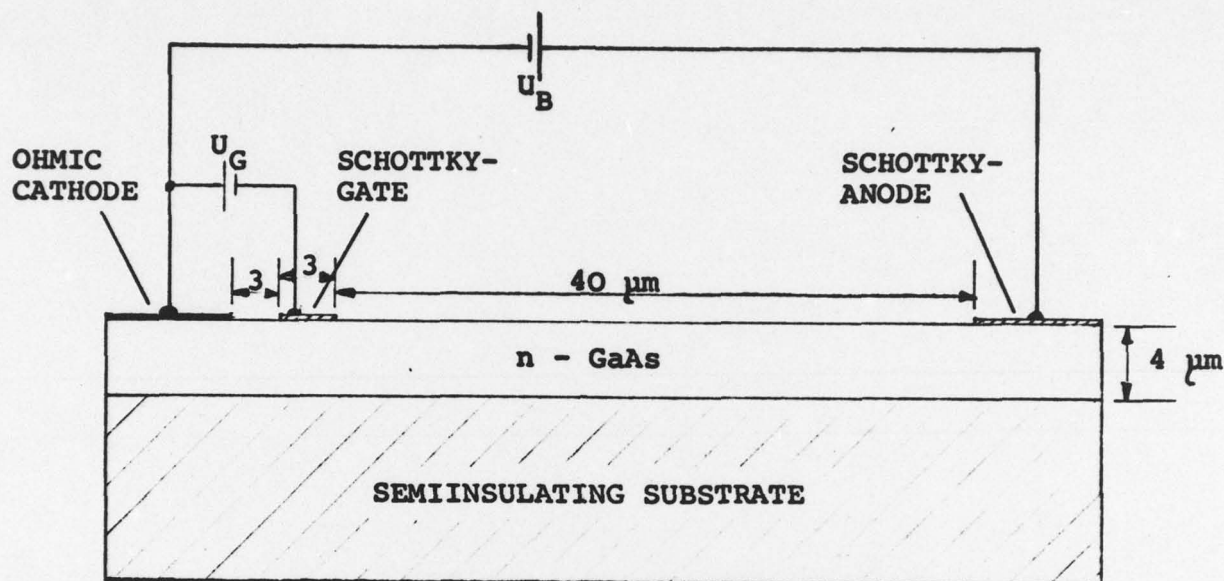 U_B
U_G
OHMIC
CATHODE
SCHOTTKY-
GATE
SCHOTTKY-
ANODE
3
3
40 µm
n - GaAs
4 µm
SEMIINSULATING SUBSTRATE